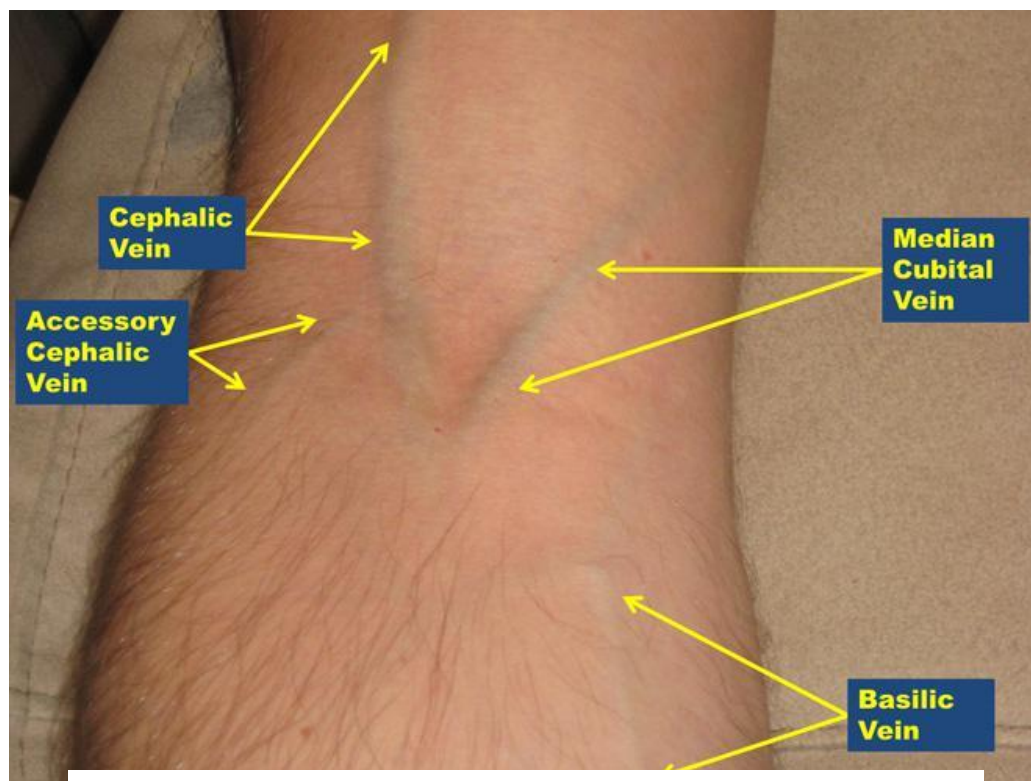 Cephalic
Vein
Median
Cubital
Vein
Accessory
Cephalic
Vein
Basilic
Vein